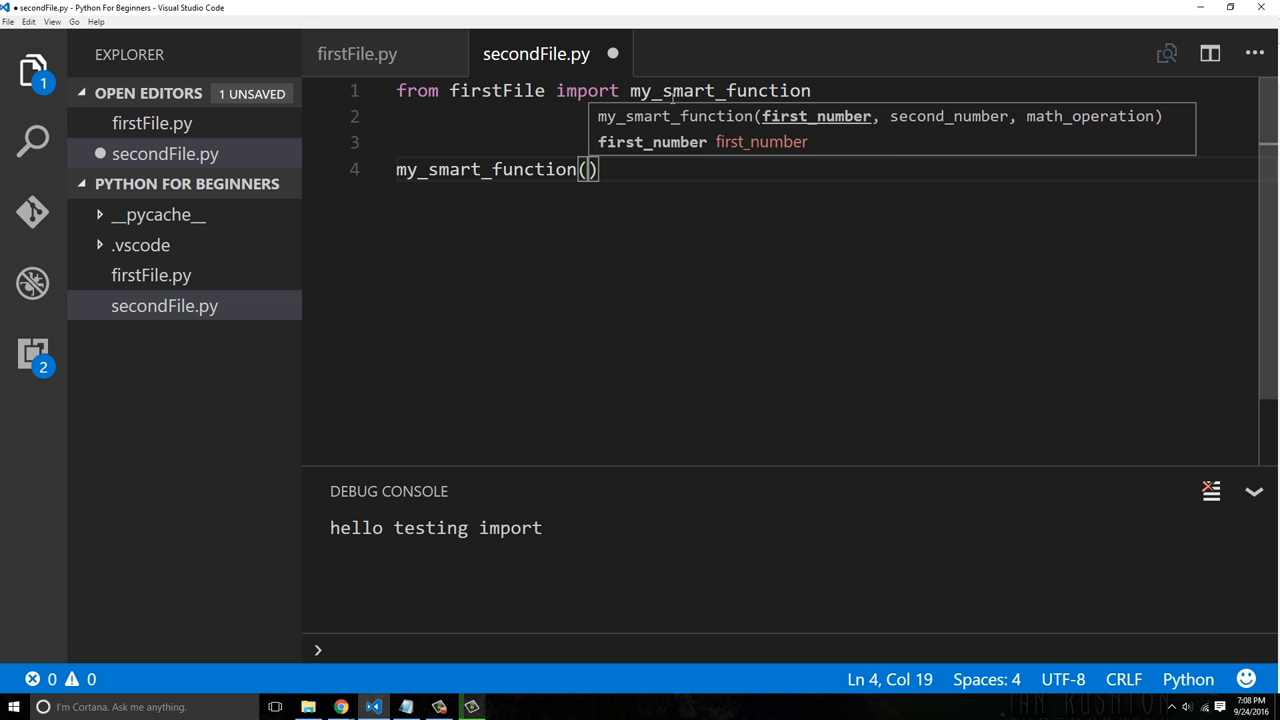 secondFile.py - Python For Beginners - Visual Studio Code
File Edit View Go Help
EXPLORER
OPEN EDITORS 1 UNSAVED
firstFile.py
secondFile.py
PYTHON FOR BEGINNERS
__pycache__
.vscode
firstFile.py
secondFile.py
1
2
firstFile.py secondFile.py
1 from firstFile import my_smart_function
2
my_smart_function(first_number, second_number, math_operation)
3
first_number first_number
4 my_smart_function()
DEBUG CONSOLE
hello testing import
0 0 Ln 4, Col 19 Spaces: 4 UTF-8 CRLF Python
I'm Cortana. Ask me anything.
7:08 PM
9/24/2016